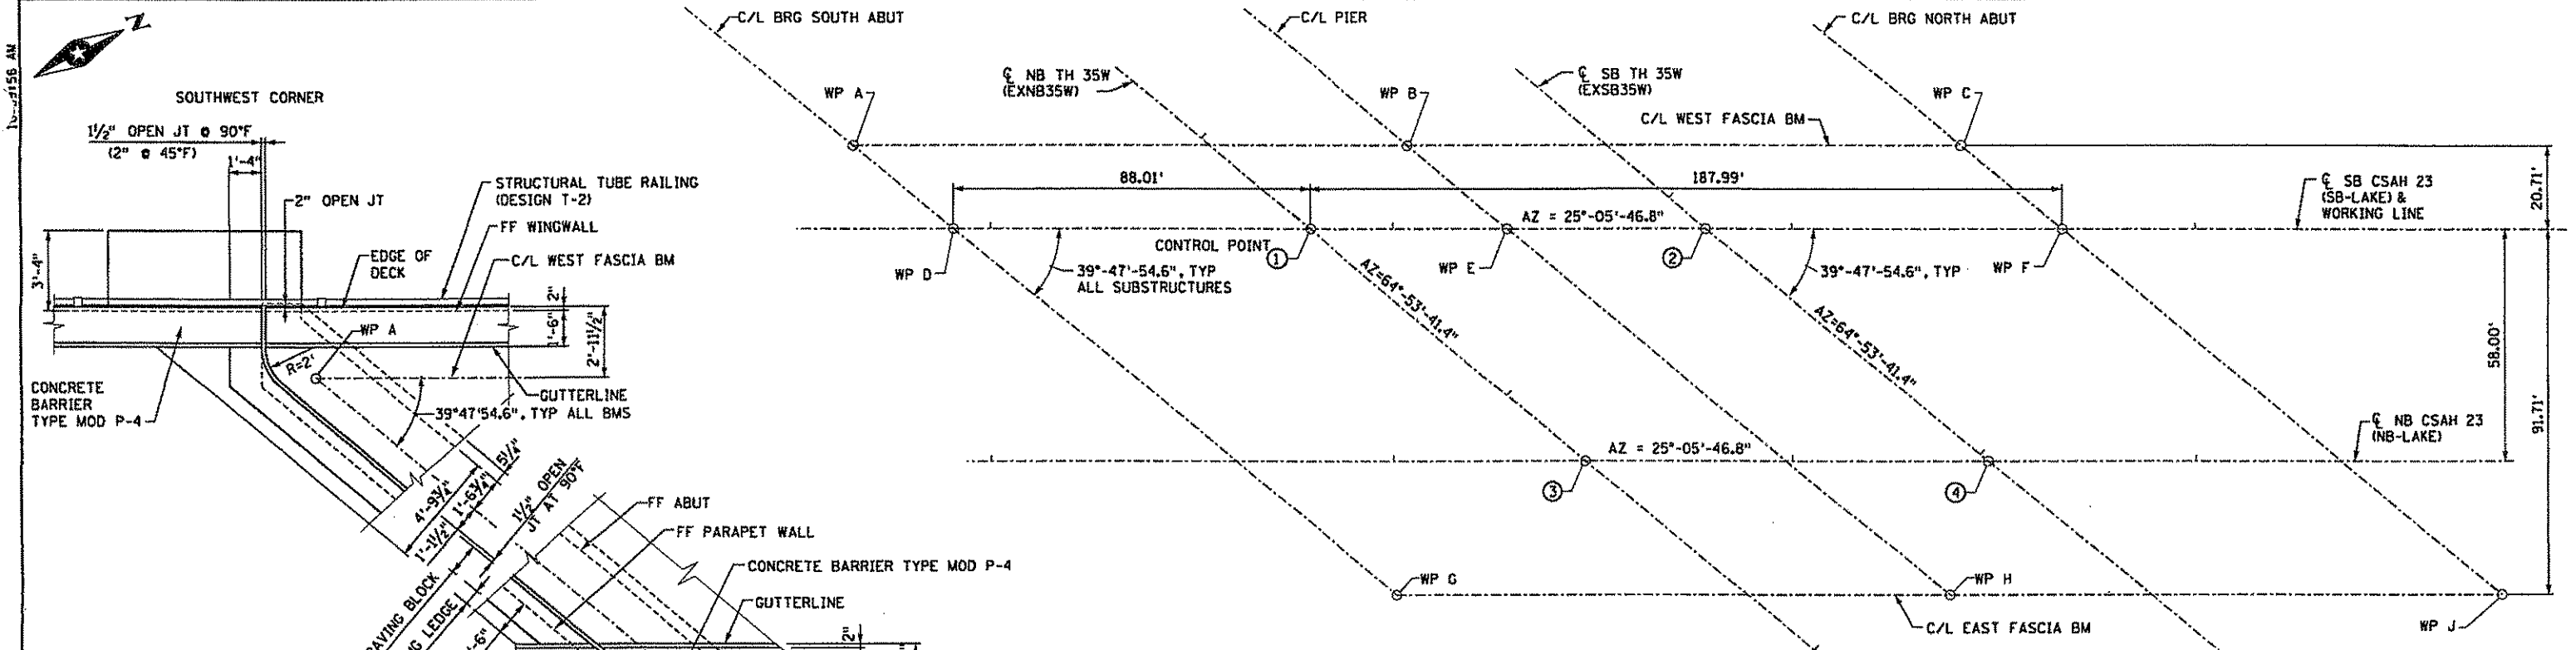 N
SOUTHWEST CORNER
1½" OPEN JT @ 90°F
(2" @ 45°F)
1'-4"
2" OPEN JT
STRUCTURAL TUBE RAILING
(DESIGN T-2)
FF WINGWALL
EDGE OF
DECK
C/L WEST FASCIA BM
3'-4"
2"
1'-6"
2'-11½"
WP A
R=2'
CONCRETE
BARRIER
TYPE MOD P-4
GUTTERLINE
39°47'54.6", TYP ALL BMS
5¼"
4'-9¾"
1'-6¾"
1'-1½"
1½" OPEN
JT AT 90°F
FF ABUT
FF PARAPET WALL
CONCRETE BARRIER TYPE MOD P-4
GUTTERLINE
PAVING BLOCK
LEDGE
2"
C/L BRG SOUTH ABUT
C/L PIER
C/L BRG NORTH ABUT
℄ NB TH 35W
(EXNB35W)
℄ SB TH 35W
(EXSB35W)
WP A
WP B
WP C
C/L WEST FASCIA BM
88.01'
187.99'
℄ SB CSAH 23
(SB-LAKE) &
WORKING LINE
20.71'
AZ = 25°-05'-46.8"
CONTROL POINT
1
2
WP D
WP E
WP F
39°-47'-54.6", TYP
ALL SUBSTRUCTURES
39°-47'-54.6", TYP
AZ=64°-53'-41.4"
AZ=64°-53'-41.4"
58.00'
91.71'
℄ NB CSAH 23
(NB-LAKE)
AZ = 25°-05'-46.8"
3
4
WP G
WP H
WP J
C/L EAST FASCIA BM